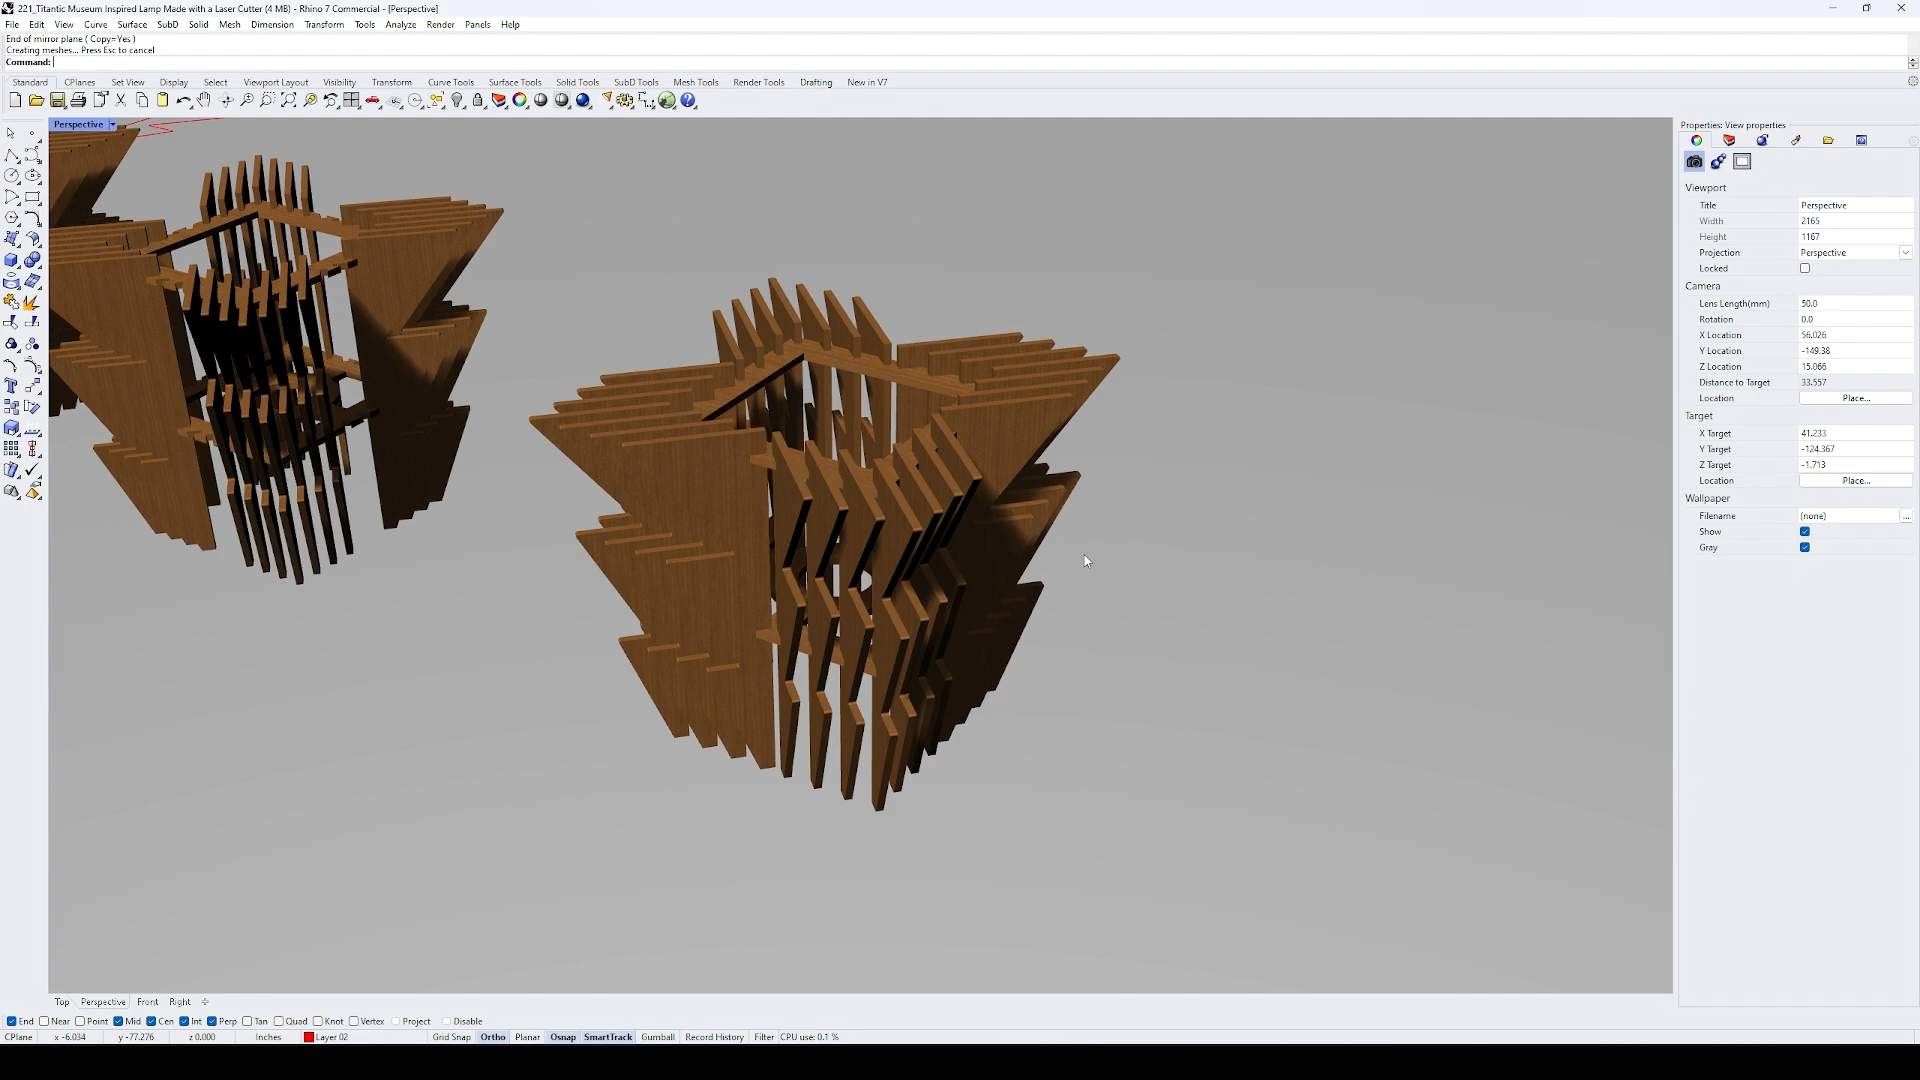 221_Titantic Museum Inspired Lamp Made with a Laser Cutter (4 MB) - Rhino 7 Commercial - [Perspective]
File Edit View Curve Surface SubD Solid Mesh Dimension Transform Tools Analyze Render Panels Help
End of mirror plane ( Copy=Yes )
Creating meshes... Press Esc to cancel
Command:
Standard CPlanes Set View Display Select Viewport Layout Visibility Transform Curve Tools Surface Tools Solid Tools SubD Tools Mesh Tools Render Tools Drafting New in V7
Perspective
Properties: View properties
Viewport
Title Perspective
Width 2165
Height 1167
Projection Perspective
Locked
Camera
Lens Length(mm) 50.0
Rotation 0.0
X Location 56.026
Y Location -149.38
Z Location 15.066
Distance to Target 33.557
Location Place...
Target
X Target 41.233
Y Target -124.367
Z Target -1.713
Location Place...
Wallpaper
Filename (none) ...
Show
Gray
Top Perspective Front Right
End Near Point Mid Cen Int Perp Tan Quad Knot Vertex Project Disable
CPlane x -6.034 y -77.276 z 0.000 Inches Layer 02 Grid Snap Ortho Planar Osnap SmartTrack Gumball Record History Filter CPU use: 0.1 %